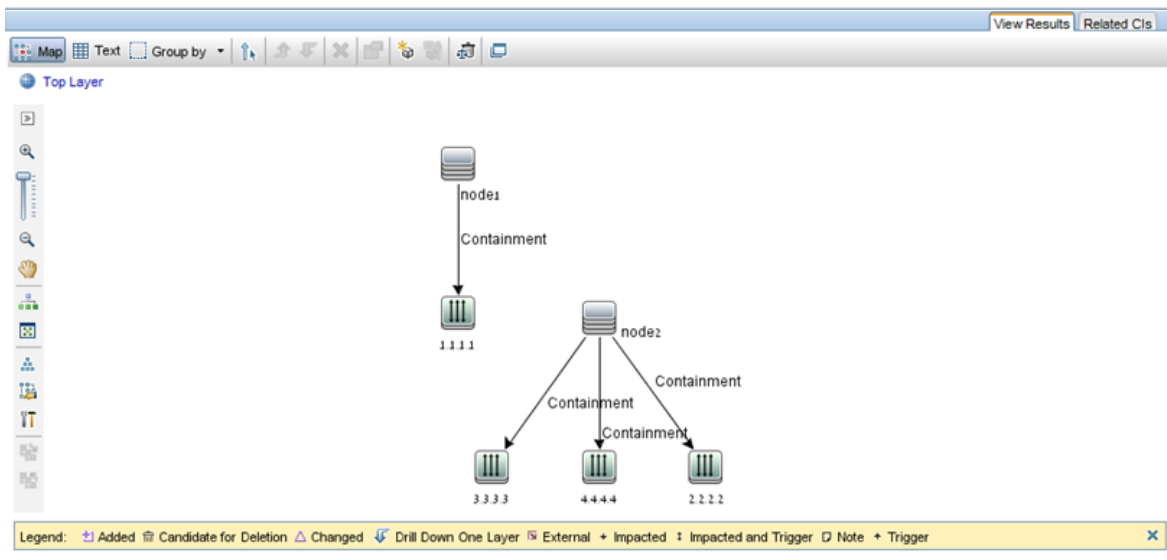 View Results Related CIs
Map Text Group by
Top Layer
node1
Containment
1.1.1.1
node2
Containment
Containment
Containment
3.3.3.3 4.4.4.4 2.2.2.2
Legend: Added Candidate for Deletion Changed Drill Down One Layer External Impacted Impacted and Trigger Note Trigger